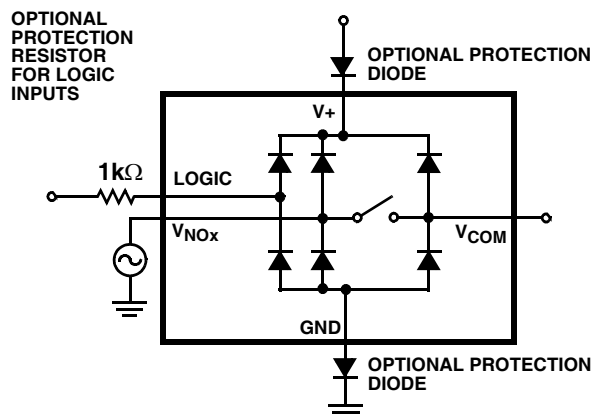 OPTIONAL
PROTECTION
RESISTOR
FOR LOGIC
INPUTS
OPTIONAL PROTECTION
DIODE
V+
1kΩ
LOGIC
VNOx
VCOM
GND
OPTIONAL PROTECTION
DIODE